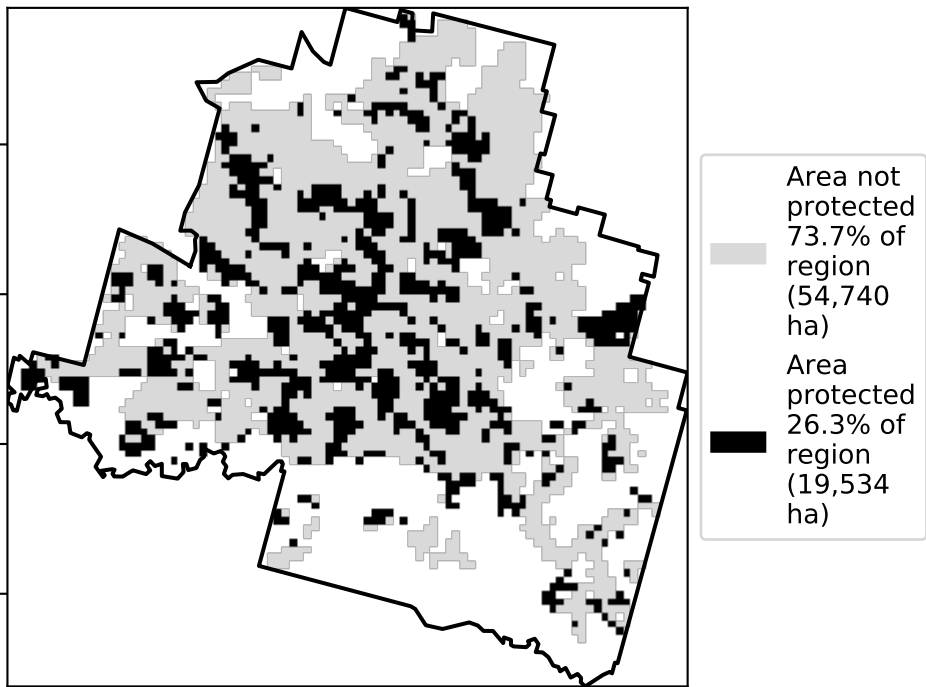 Area not
protected
73.7% of
region
(54,740
ha)
Area
protected
26.3% of
region
(19,534
ha)